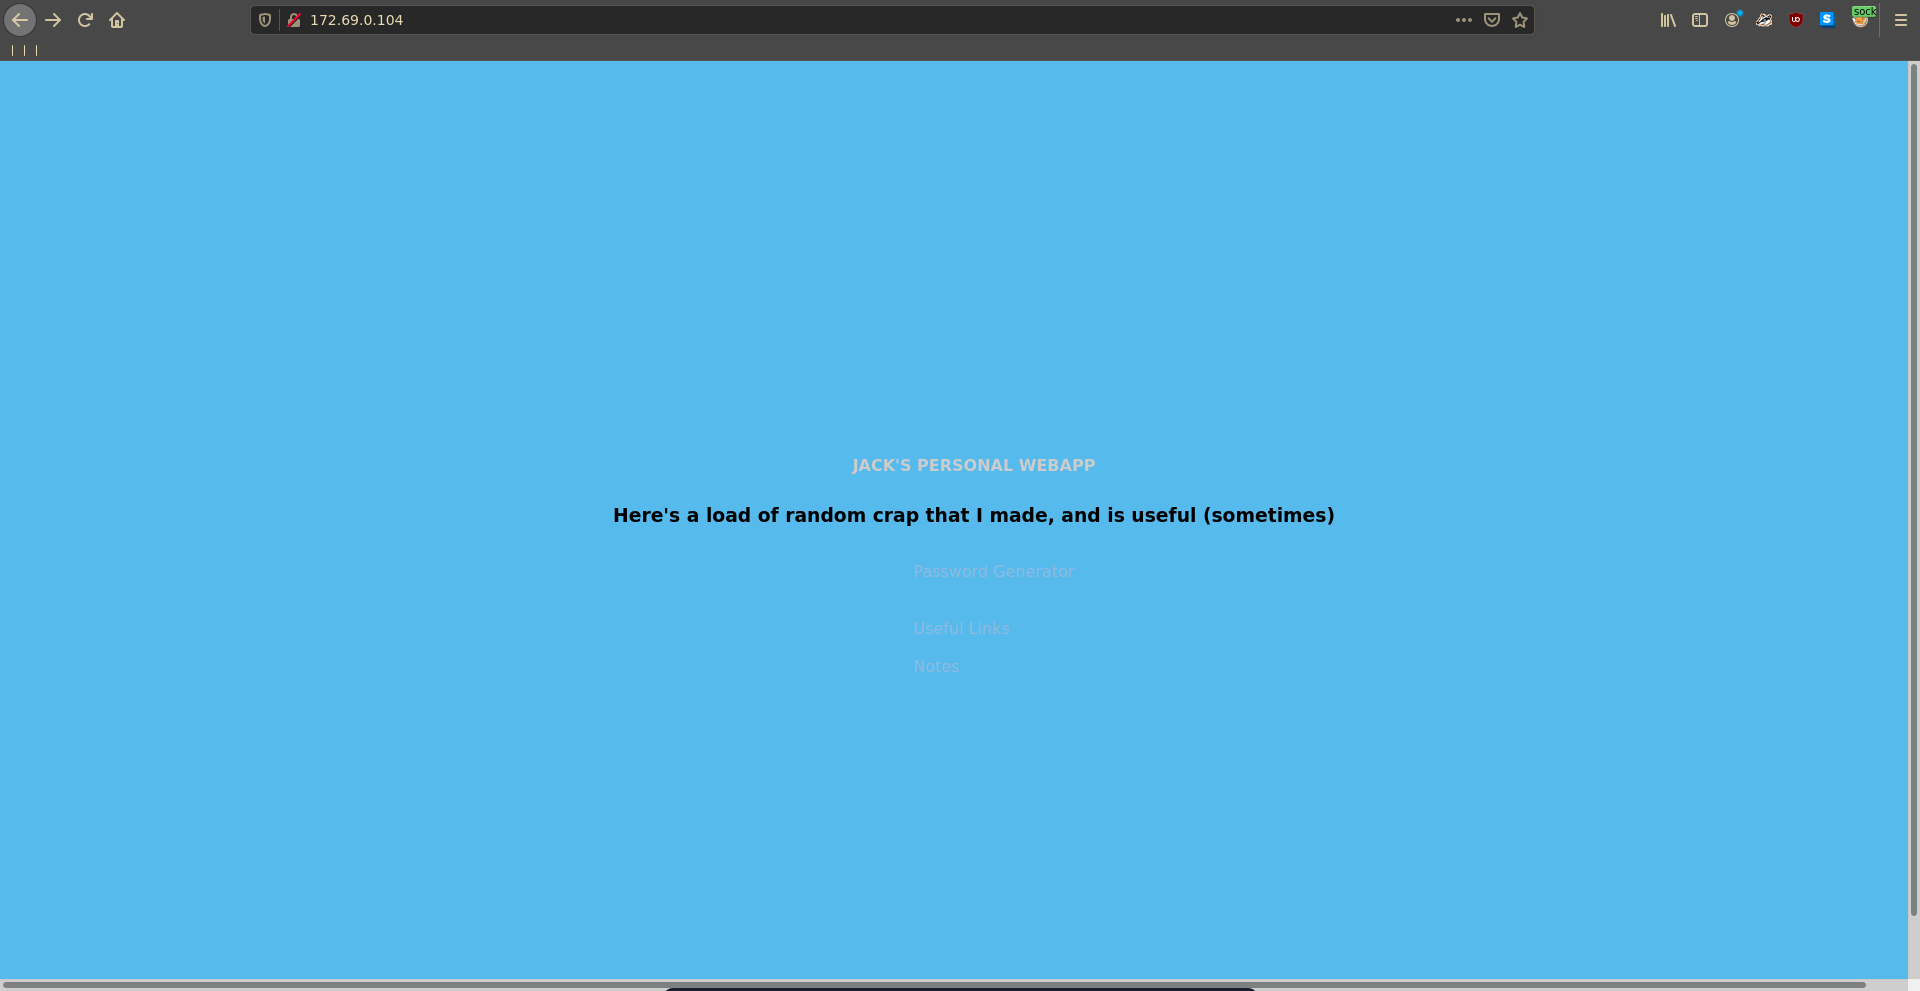 172.69.0.104
sock
JACK'S PERSONAL WEBAPP
Here's a load of random crap that I made, and is useful (sometimes)
Password Generator
Useful Links
Notes